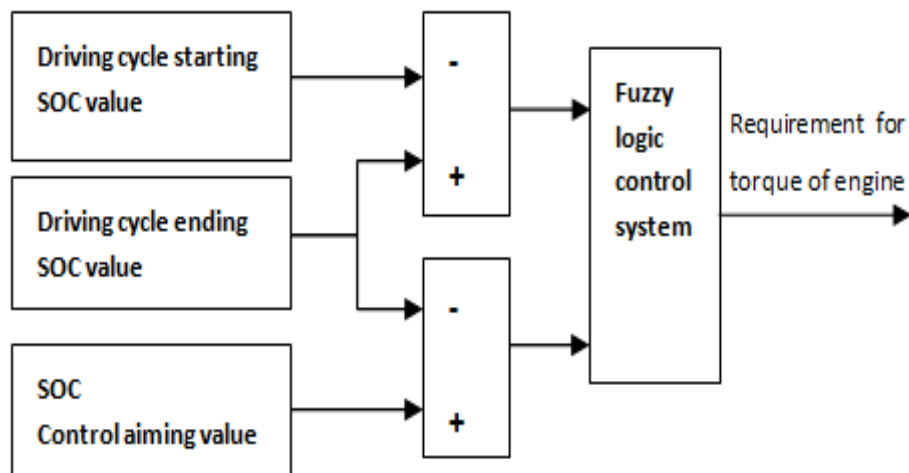 Driving cycle starting
SOC value
-
+
Driving cycle ending
SOC value
-
+
SOC
Control aiming value
Fuzzy
logic
control
system
Requirement for
torque of engine